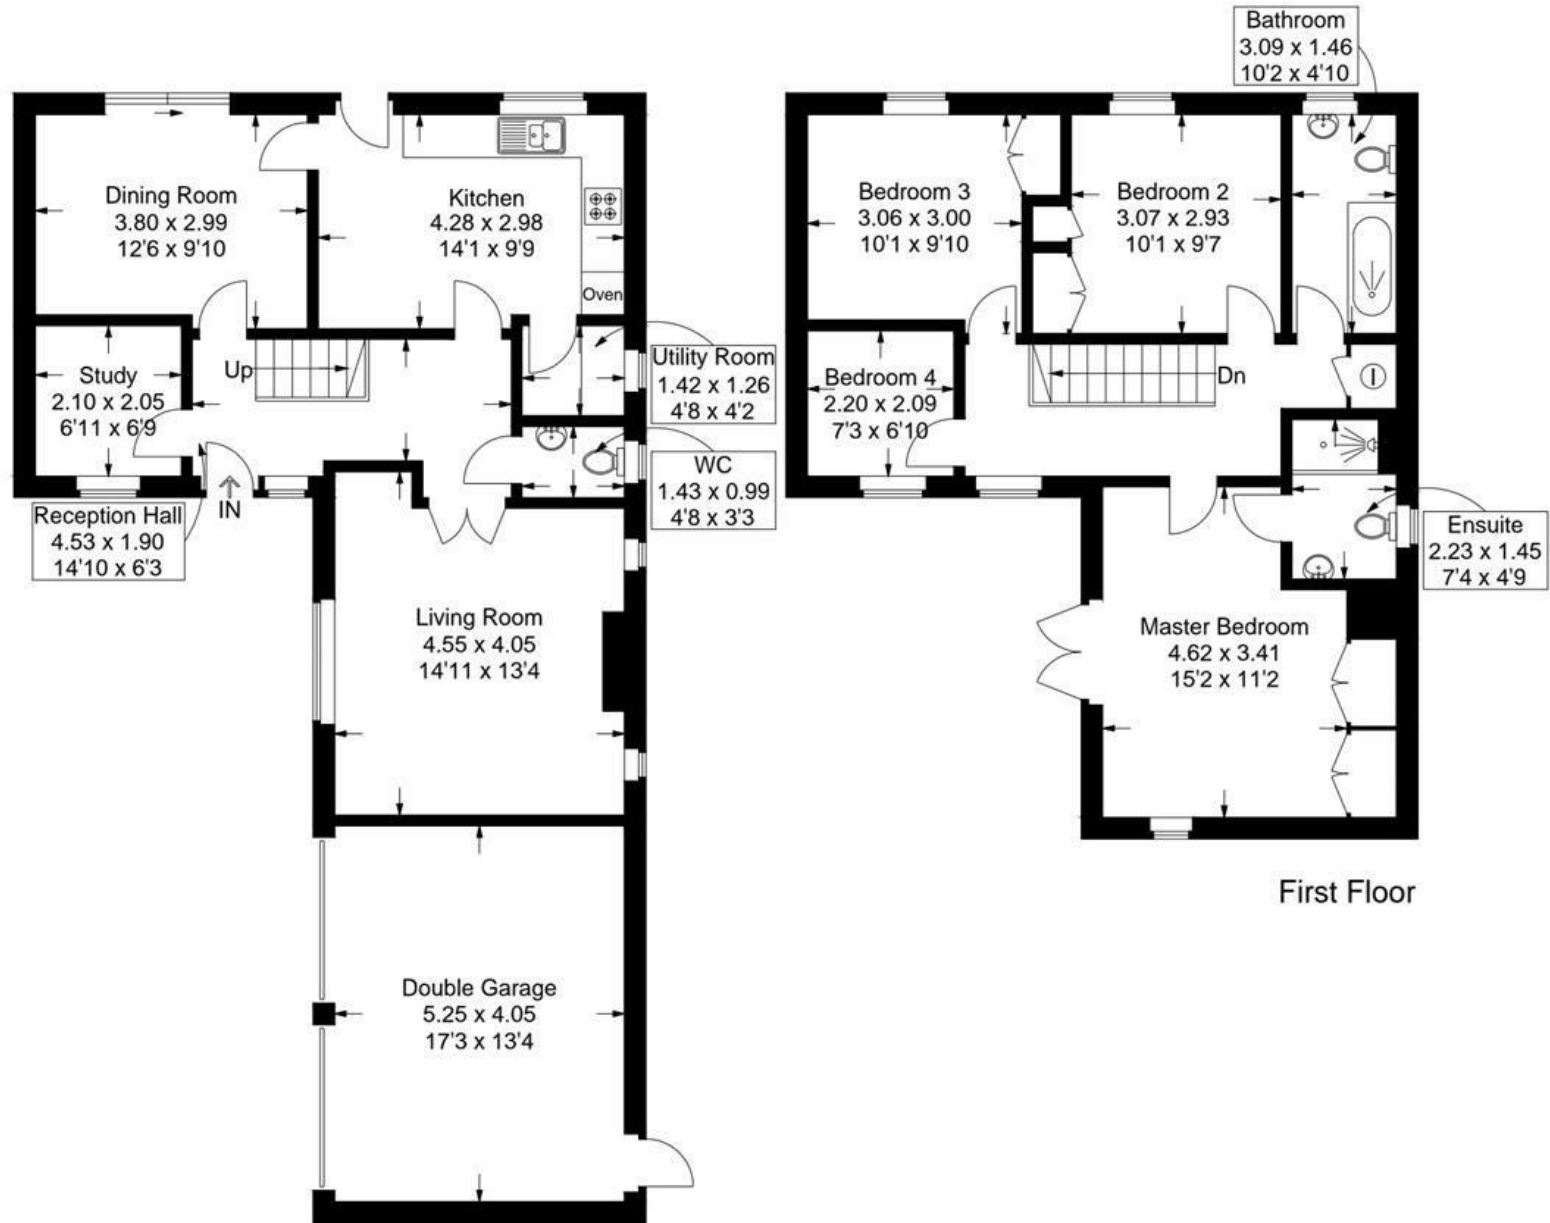 Dining Room
3.80 x 2.99
12'6 x 9'10
Kitchen
4.28 x 2.98
14'1 x 9'9
Oven
Study
2.10 x 2.05
6'11 x 6'9
Up
Utility Room
1.42 x 1.26
4'8 x 4'2
WC
1.43 x 0.99
4'8 x 3'3
Reception Hall
4.53 x 1.90
14'10 x 6'3
IN
Living Room
4.55 x 4.05
14'11 x 13'4
Double Garage
5.25 x 4.05
17'3 x 13'4
Bathroom
3.09 x 1.46
10'2 x 4'10
Bedroom 3
3.06 x 3.00
10'1 x 9'10
Bedroom 2
3.07 x 2.93
10'1 x 9'7
Bedroom 4
2.20 x 2.09
7'3 x 6'10
Dn
I
Ensuite
2.23 x 1.45
7'4 x 4'9
Master Bedroom
4.62 x 3.41
15'2 x 11'2
First Floor